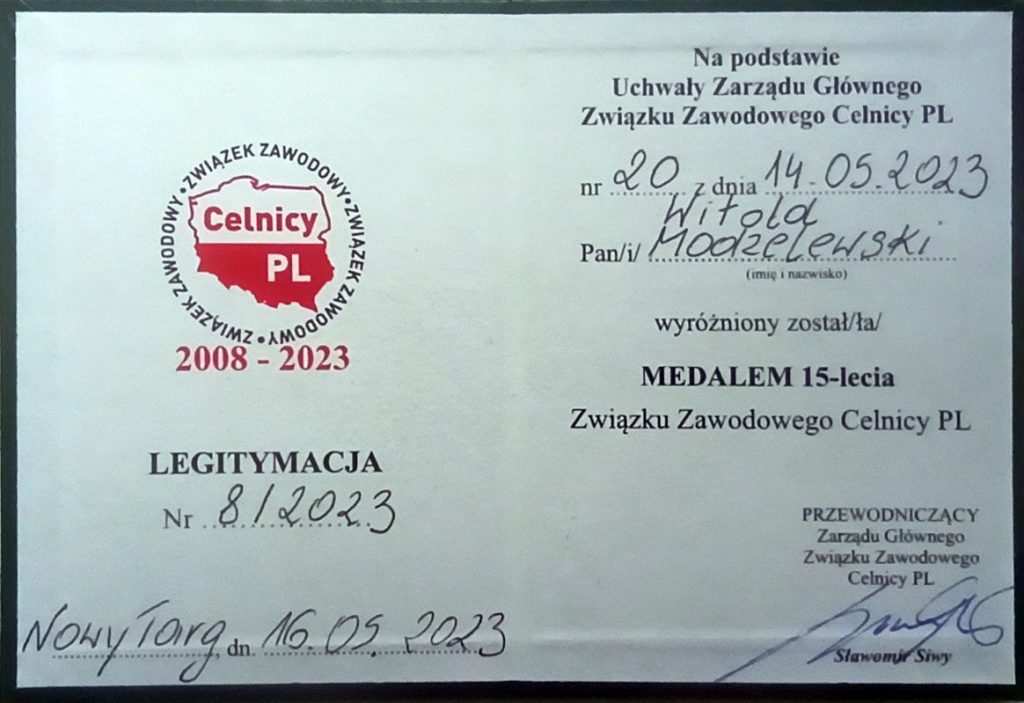 •ZWIĄZEK ZAWODOWY•ZWIĄZEK ZAWODOWY•ZWIĄZEK ZAWODOWY
Celnicy
PL
2008 - 2023
LEGITYMACJA
Nr 8/2023
Nowy Targ, dn. 16.05.2023
Na podstawie
Uchwały Zarządu Głównego
Związku Zawodowego Celnicy PL
nr 20 z dnia 14.05.2023
Witold
Pan/i/ Modzelewski
(imię i nazwisko)
wyróżniony został/ła/
MEDALEM 15-lecia
Związku Zawodowego Celnicy PL
PRZEWODNICZĄCY
Zarządu Głównego
Związku Zawodowego
Celnicy PL
Sławomir Siwy